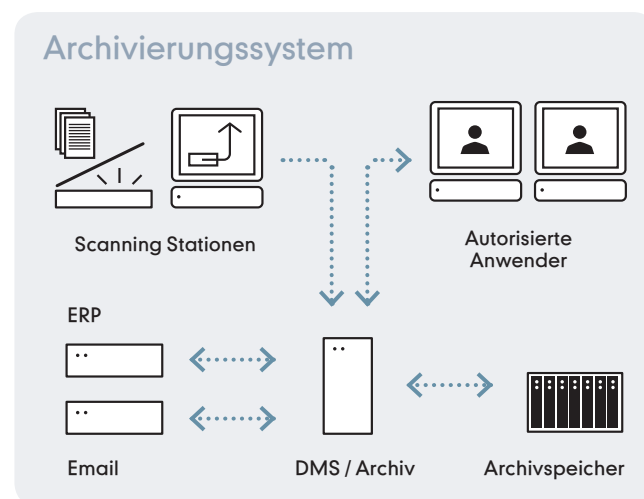 Archivierungssystem
Scanning Stationen
Autorisierte
Anwender
ERP
Email
DMS / Archiv
Archivspeicher